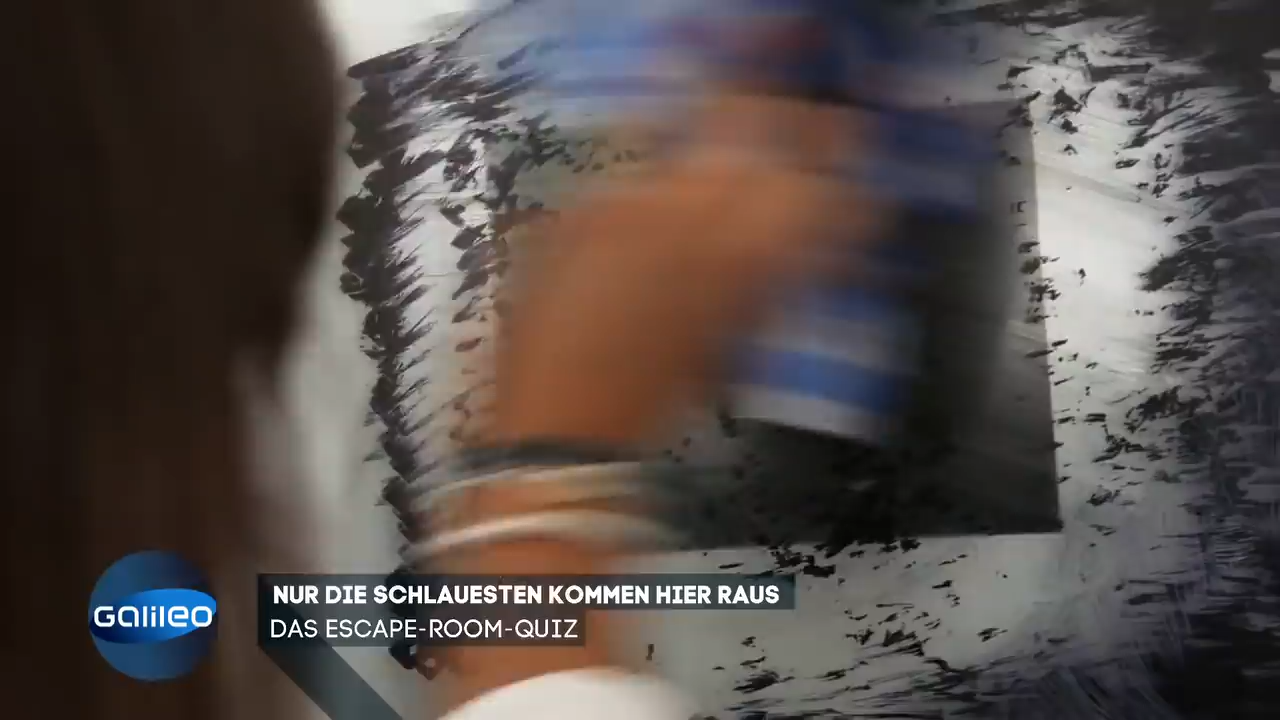 NUR DIE SCHLAUESTEN KOMMEN HIER RAUS
Galileo
DAS ESCAPE-ROOM-QUIZ